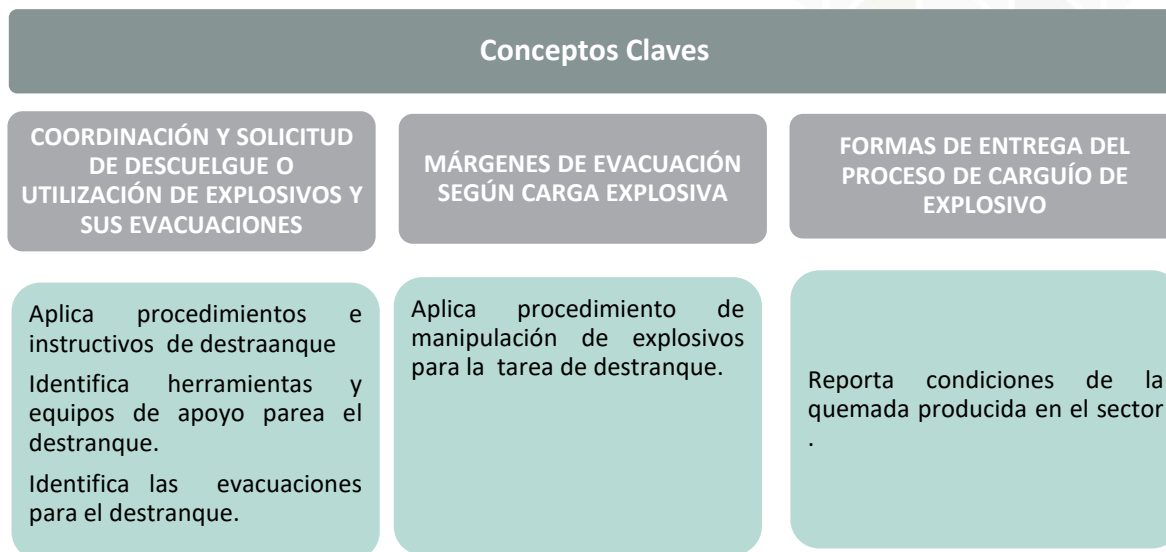 Conceptos Claves
COORDINACIÓN Y SOLICITUD
DE DESCUELGUE O
UTILIZACIÓN DE EXPLOSIVOS Y
SUS EVACUACIONES
MÁRGENES DE EVACUACIÓN
SEGÚN CARGA EXPLOSIVA
FORMAS DE ENTREGA DEL
PROCESO DE CARGUÍO DE
EXPLOSIVO
Aplica procedimientos e
instructivos de destraanque
Identifica herramientas y
equipos de apoyo parea el
destranque.
Identifica las evacuaciones
para el destranque.
Aplica procedimiento de
manipulación de explosivos
para la tarea de destranque.
Reporta condiciones de la
quemada producida en el sector
.